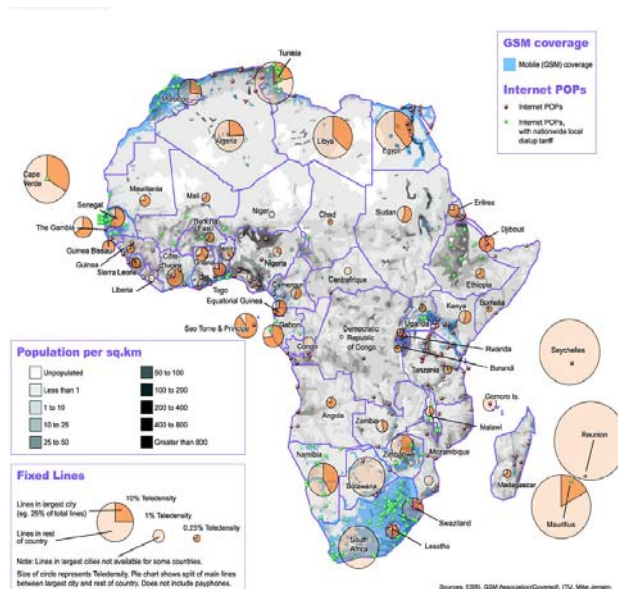 GSM coverage
Mobile (GSM) coverage
Internet POPs
Internet POPs
Internet POPs,
with nationwide local
dialup tariff
Tunisia
Morocco
Algeria
Libya
Egypt
Cape
Verde
Mauritania
Mali
Niger
Chad
Sudan
Eritrea
Senegal
The Gambia
Burkina
Faso
Djibouti
Guinea Bissau
Guinea
Sierra Leone
Liberia
Cote
D'Ivoire
Ghana
Togo
Benin
Nigeria
Cameroun
Centrafrique
Ethiopia
Somalia
Equatorial Guinea
Sao Tome & Principe
Gabon
Congo
Democratic
Republic
of Congo
Uganda
Kenya
Rwanda
Burundi
Tanzania
Seychelles
Comoro Is.
Angola
Zambia
Malawi
Mozambique
Zimbabwe
Namibia
Botswana
Madagascar
Reunion
Mauritius
Swaziland
Lesotho
South
Africa
Population per sq.km
Unpopulated
Less than 1
1 to 10
10 to 25
25 to 50
50 to 100
100 to 200
200 to 400
400 to 800
Greater than 800
Fixed Lines
Lines in largest city
(eg. 25% of total lines)
Lines in rest
of country
10% Teledensity
1% Teledensity
0.25% Teledensity
Note: Lines in largest cities not available for some countries.
Size of circle represents Teledensity. Pie chart shows split of main lines
between largest city and rest of country. Does not include payphones.
Sources: ESRI, GSM Association/Coversoft, ITU, Mike Jensen.